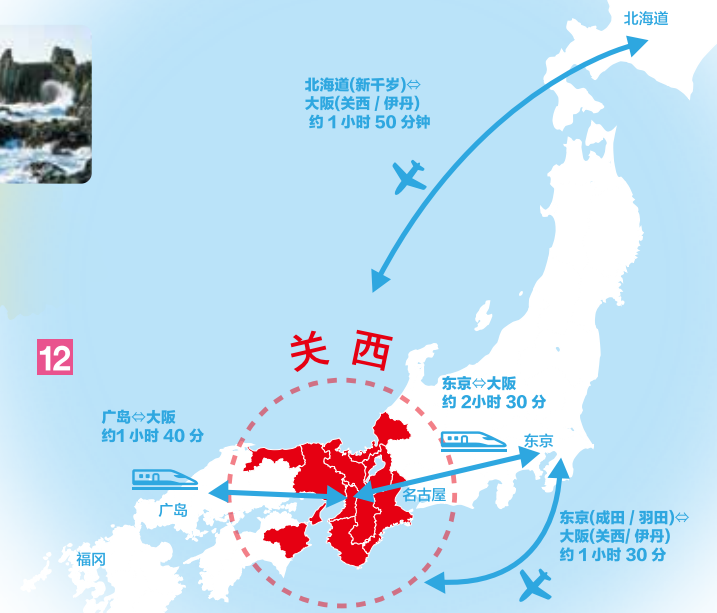 北海道
北海道(新千岁)⇔
大阪(关西 / 伊丹)
约 1 小时 50 分钟
关 西
12
东京⇔大阪
约 2小时 30 分
广岛⇔大阪
约1 小时 40 分
东京
名古屋
广岛
东京(成田 / 羽田)⇔
大阪(关西/ 伊丹)
约 1 小时 30 分
福冈